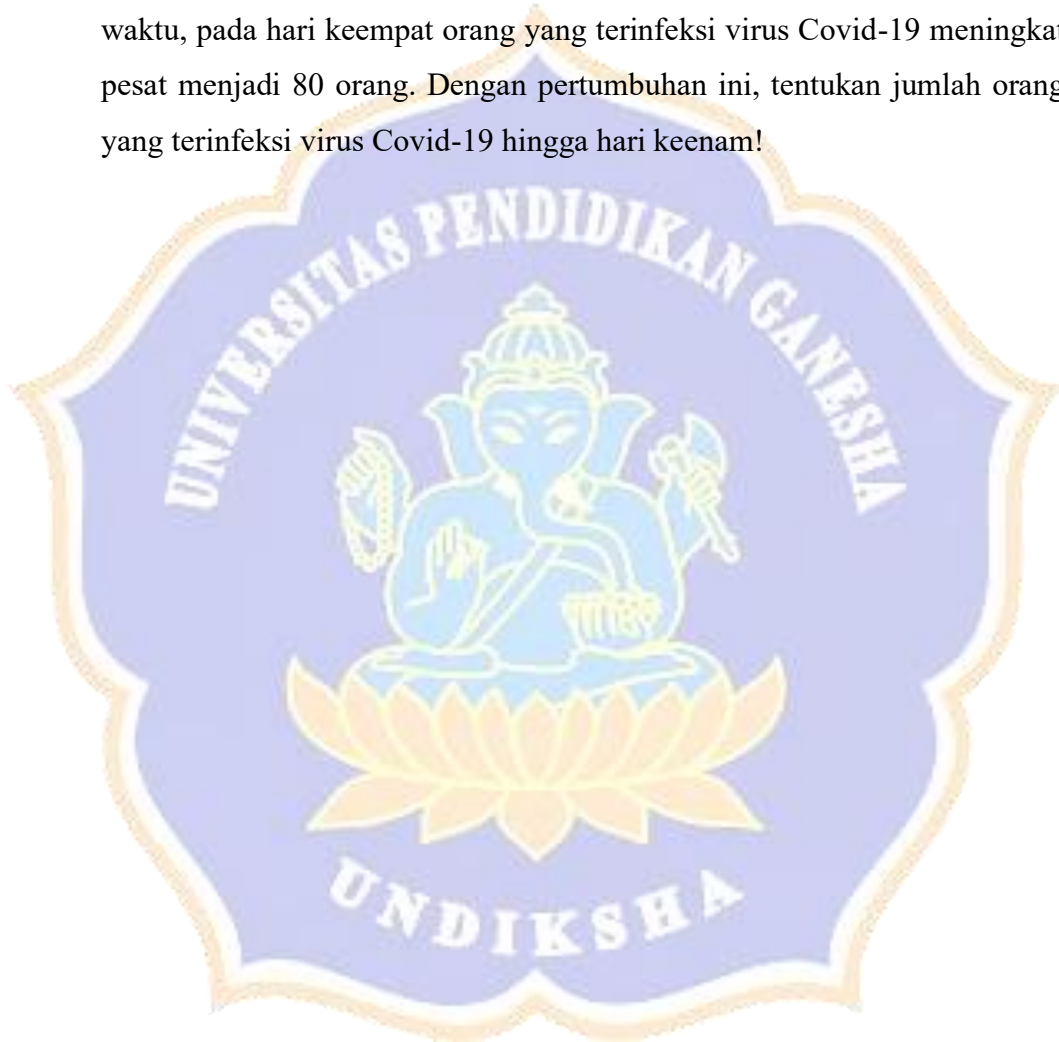 waktu, pada hari keempat orang yang terinfeksi virus Covid-19 meningkat
pesat menjadi 80 orang. Dengan pertumbuhan ini, tentukan jumlah orang
yang terinfeksi virus Covid-19 hingga hari keenam!
UNIVERSITAS PENDIDIKAN GANESHA
UNDIKSHA